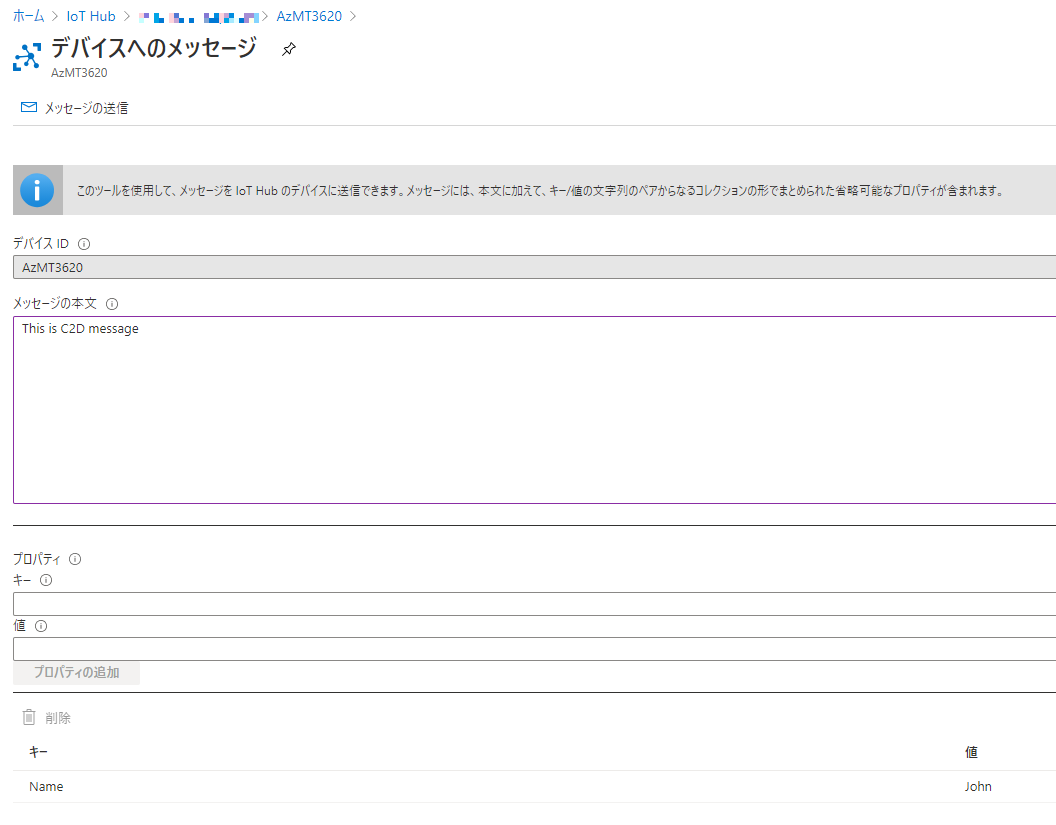 ホーム > IoT Hub > > AzMT3620 >
デバイスへのメッセージ
AzMT3620
メッセージの送信
このツールを使用して、メッセージを IoT Hub のデバイスに送信できます。メッセージには、本文に加えて、キー/値の文字列のペアからなるコレクションの形でまとめられた省略可能なプロパティが含まれます。
デバイス ID
AzMT3620
メッセージの本文
This is C2D message
プロパティ
キー
値
プロパティの追加
削除
キー 値
Name John